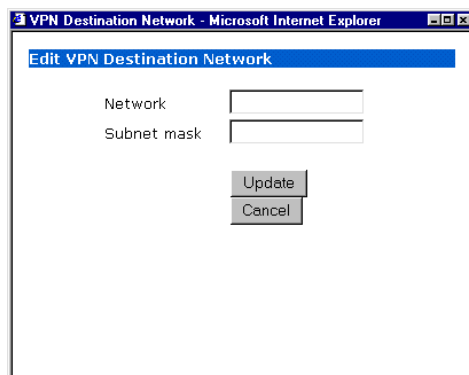 VPN Destination Network - Microsoft Internet Explorer
Edit VPN Destination Network
Network
Subnet mask
Update
Cancel